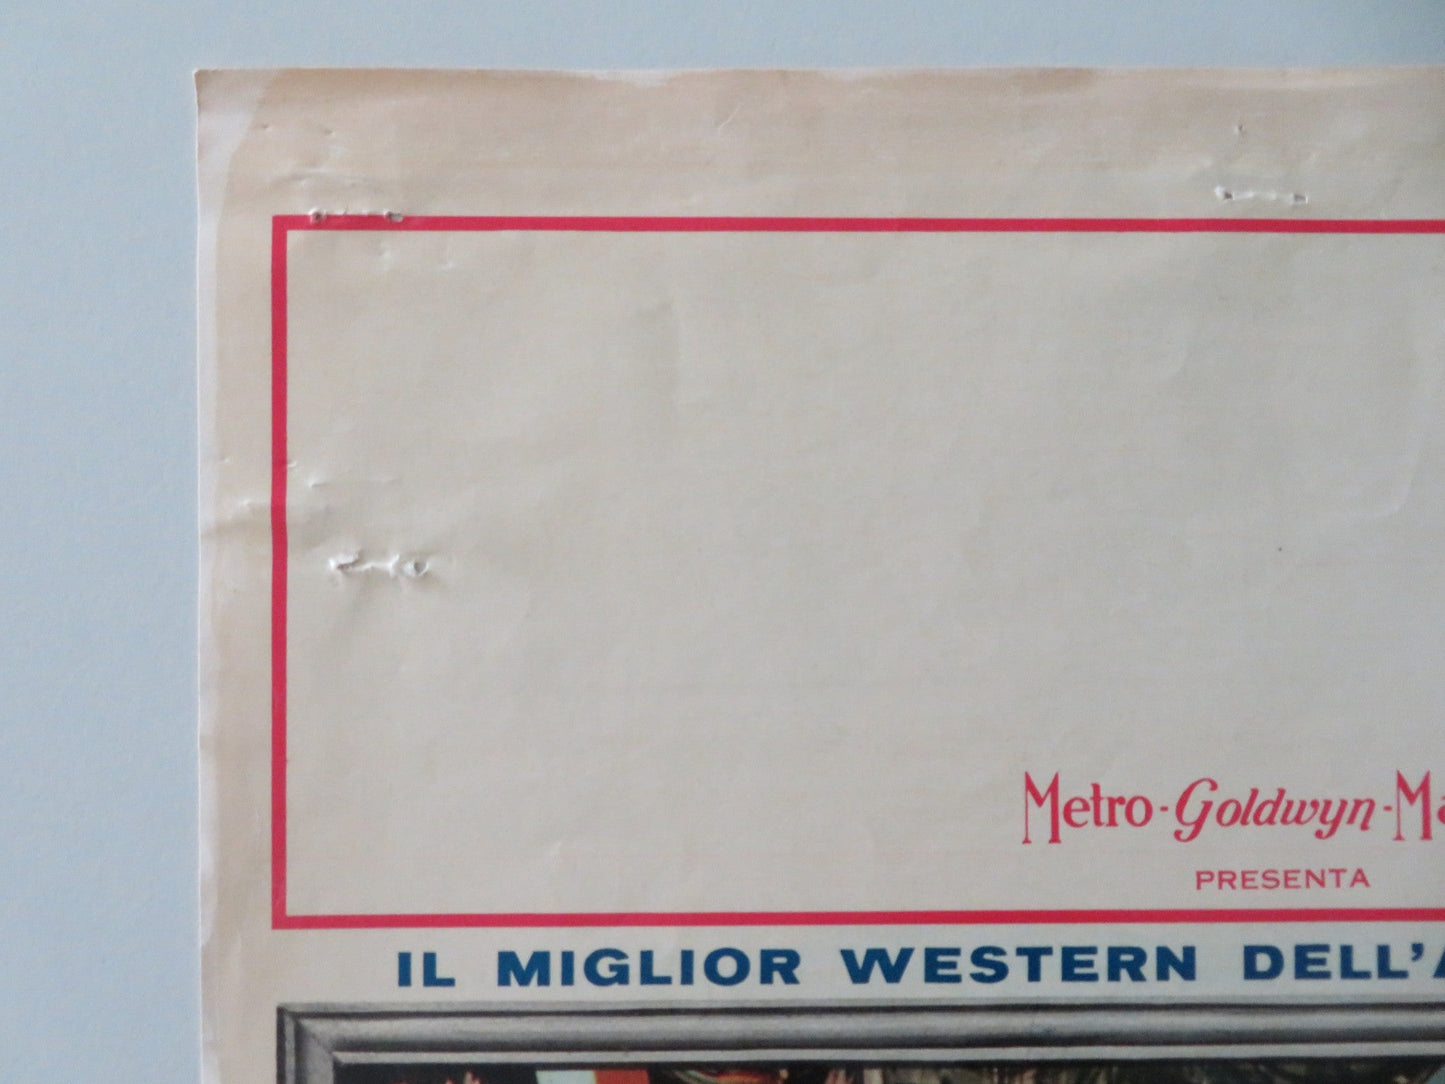 Metro-Goldwyn-Ma
PRESENTA
IL MIGLIOR WESTERN DELL'A